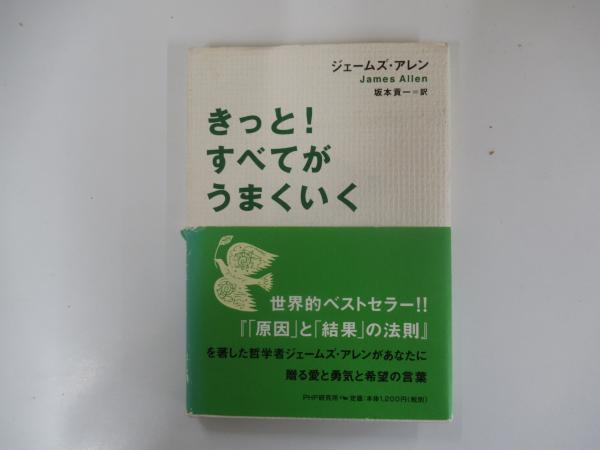 ジェームズ・アレン
James Allen
坂本貢一=訳
きっと!
すべてが
うまくいく
世界的ベストセラー!!
『「原因」と「結果」の法則』
を著した哲学者ジェームズ・アレンがあなたに
贈る愛と勇気と希望の言葉
PHP研究所 定価:本体1,200円(税別)